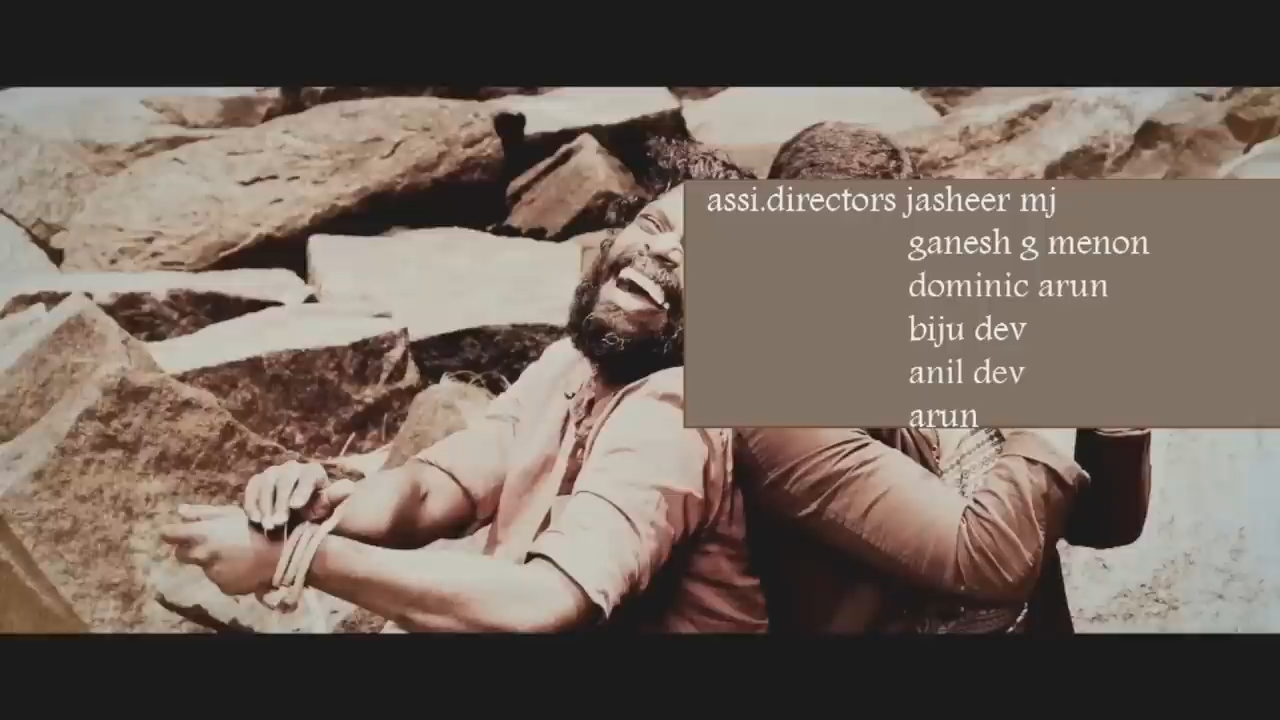 assi.directors jasheer mj
ganesh g menon
dominic arun
biju dev
anil dev
arun